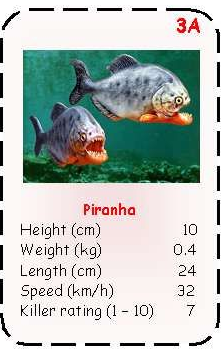 3A
Piranha
Height (cm) 10
Weight (kg) 0.4
Length (cm) 24
Speed (km/h) 32
Killer rating (1 – 10) 7